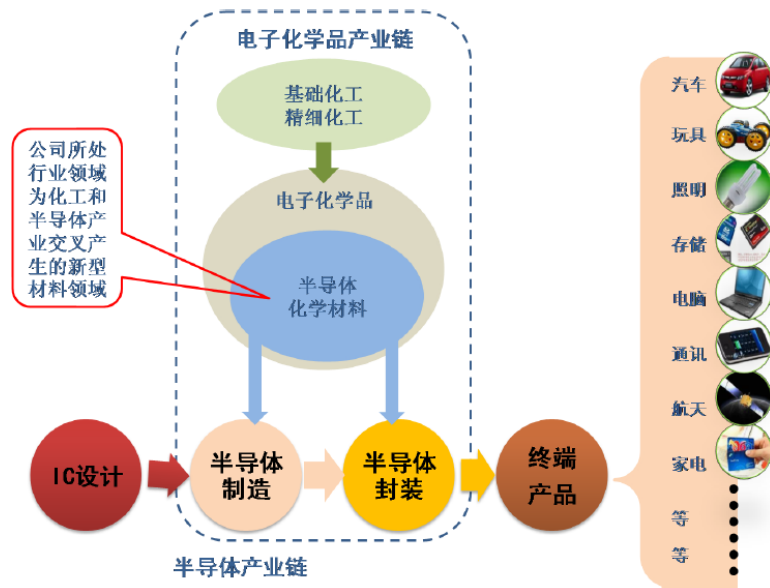 电子化学品产业链
基础化工
精细化工
公司所处
行业领域
为化工和
半导体产
业交叉产
生的新型
材料领域
电子化学品
半导体
化学材料
IC设计
半导体
制造
半导体
封装
终端
产品
半导体产业链
汽车
玩具
照明
存储
电脑
通讯
航天
家电
等
等